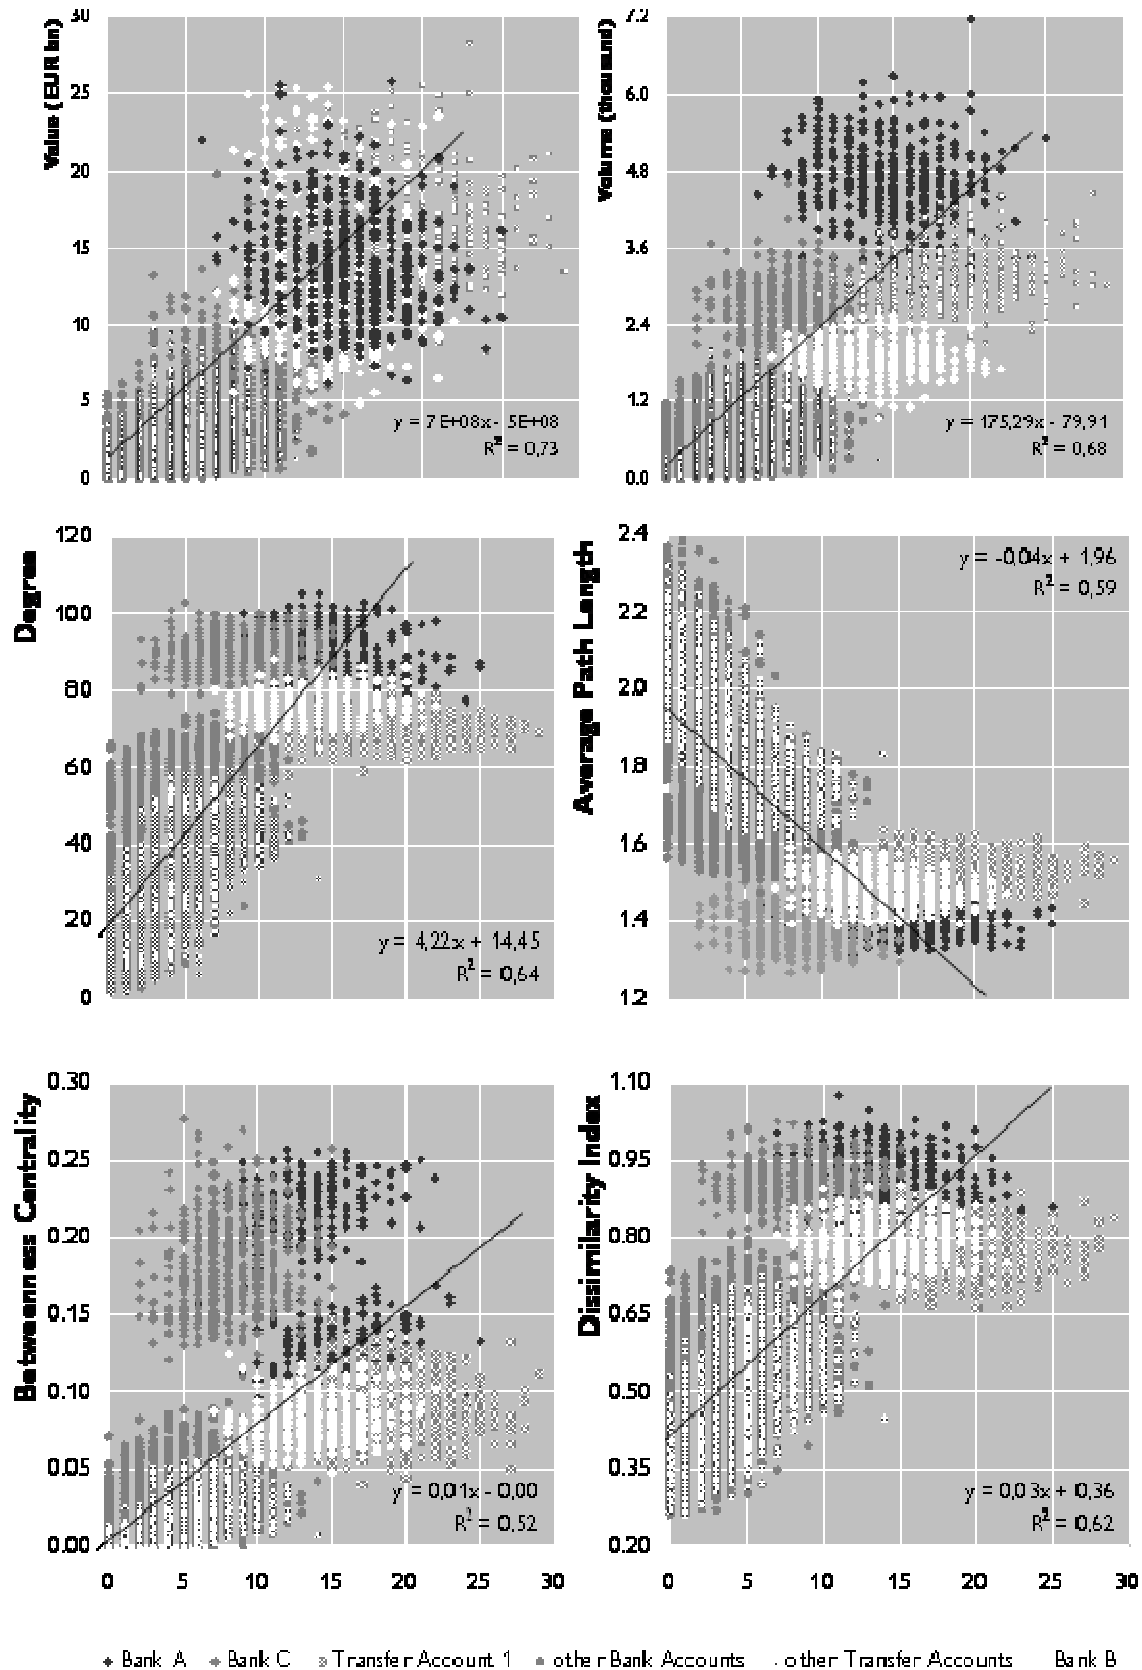 Value (EUR bn)
30
25
20
15
10
5
0
y = 7E+08x - 5E+08
R² = 0,73
Volume (thousand)
7.2
6.0
4.8
3.6
2.4
1.2
0.0
y = 175,29x - 79,91
R² = 0,68
Degree
120
100
80
60
40
20
0
y = 4,22x + 14,45
R² = 0,64
Average Path Length
2.4
2.2
2.0
1.8
1.6
1.4
1.2
y = -0,04x + 1,96
R² = 0,59
Betweenness Centrality
0.30
0.25
0.20
0.15
0.10
0.05
0.00
y = 0,01x - 0,00
R² = 0,52
0 5 10 15 20 25 30
Dissimilarity Index
1.10
0.95
0.80
0.65
0.50
0.35
0.20
y = 0,03x + 0,36
R² = 0,62
0 5 10 15 20 25 30
Bank A Bank C Transfer Account 1 other Bank Accounts other Transfer Accounts Bank B